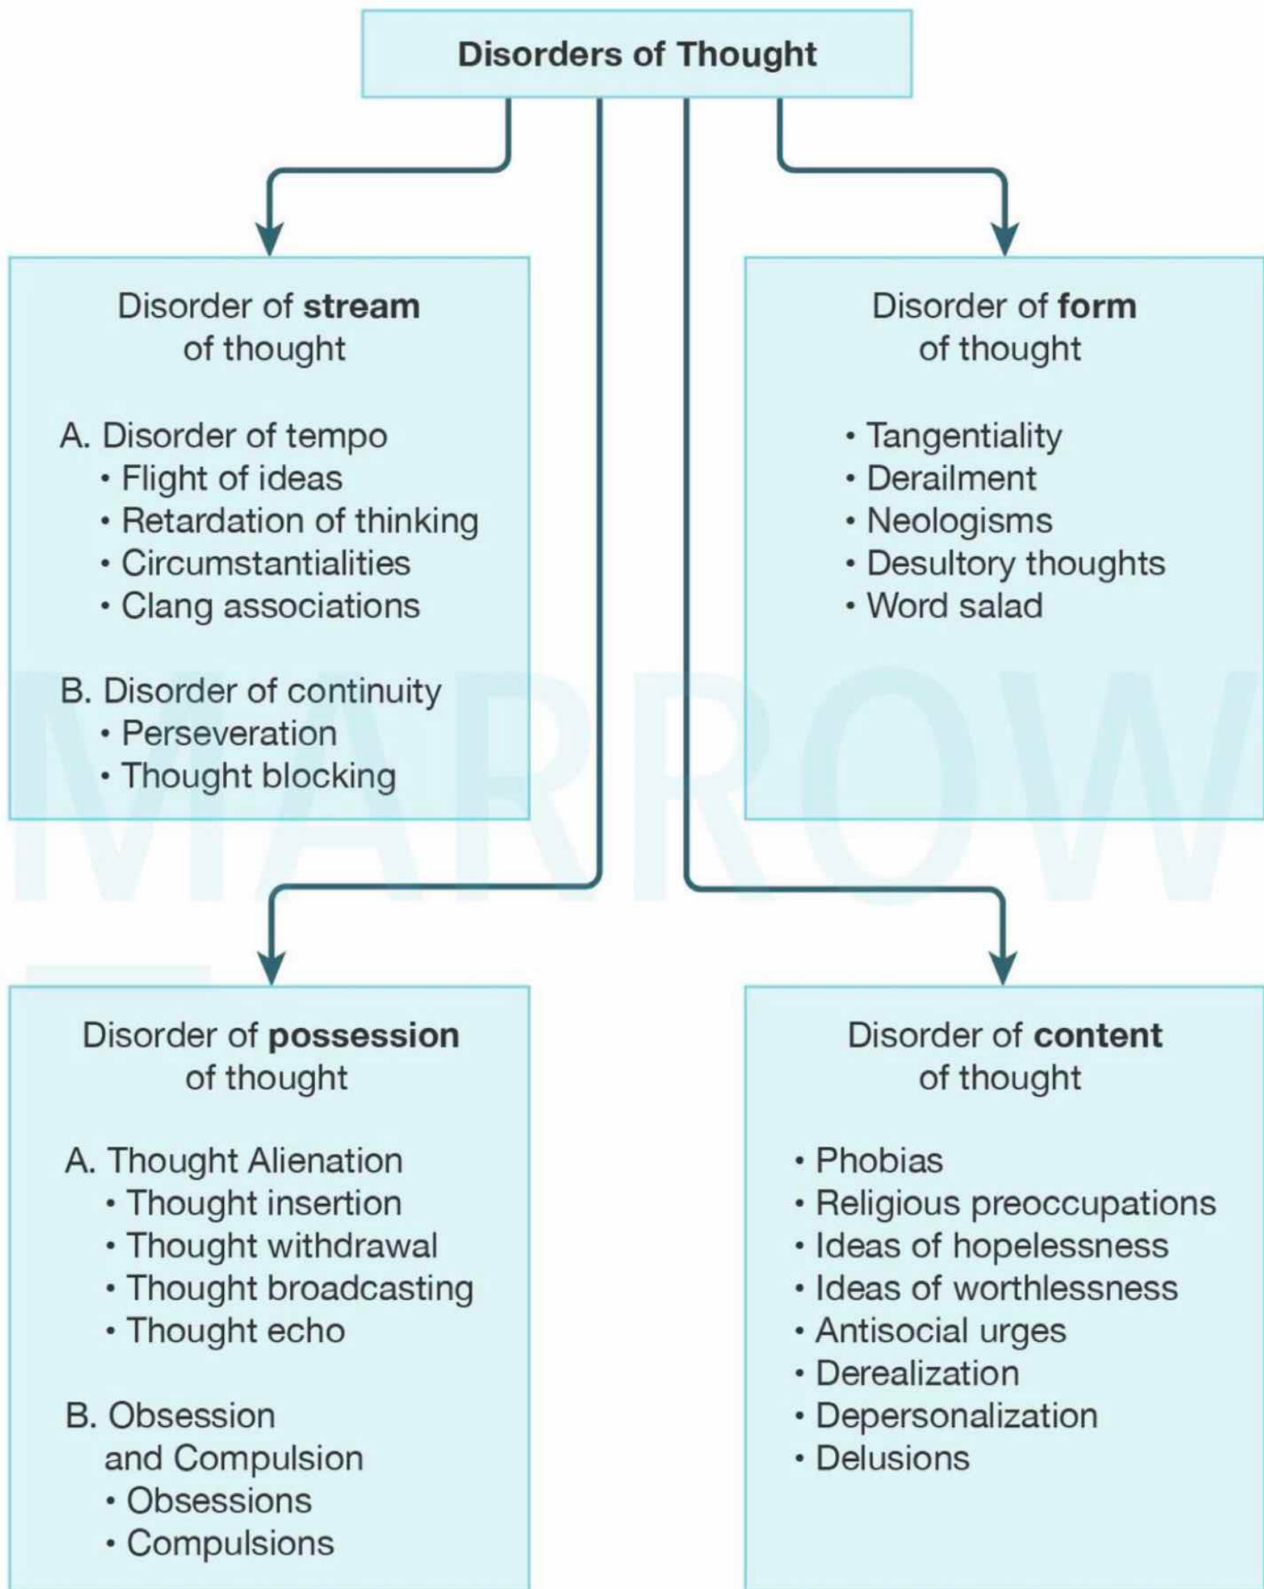 Disorders of Thought
Disorder of stream
of thought
A. Disorder of tempo
• Flight of ideas
• Retardation of thinking
• Circumstantialities
• Clang associations
B. Disorder of continuity
• Perseveration
• Thought blocking
Disorder of form
of thought
• Tangentiality
• Derailment
• Neologisms
• Desultory thoughts
• Word salad
MARROW
Disorder of possession
of thought
A. Thought Alienation
• Thought insertion
• Thought withdrawal
• Thought broadcasting
• Thought echo
B. Obsession
and Compulsion
• Obsessions
• Compulsions
Disorder of content
of thought
• Phobias
• Religious preoccupations
• Ideas of hopelessness
• Ideas of worthlessness
• Antisocial urges
• Derealization
• Depersonalization
• Delusions